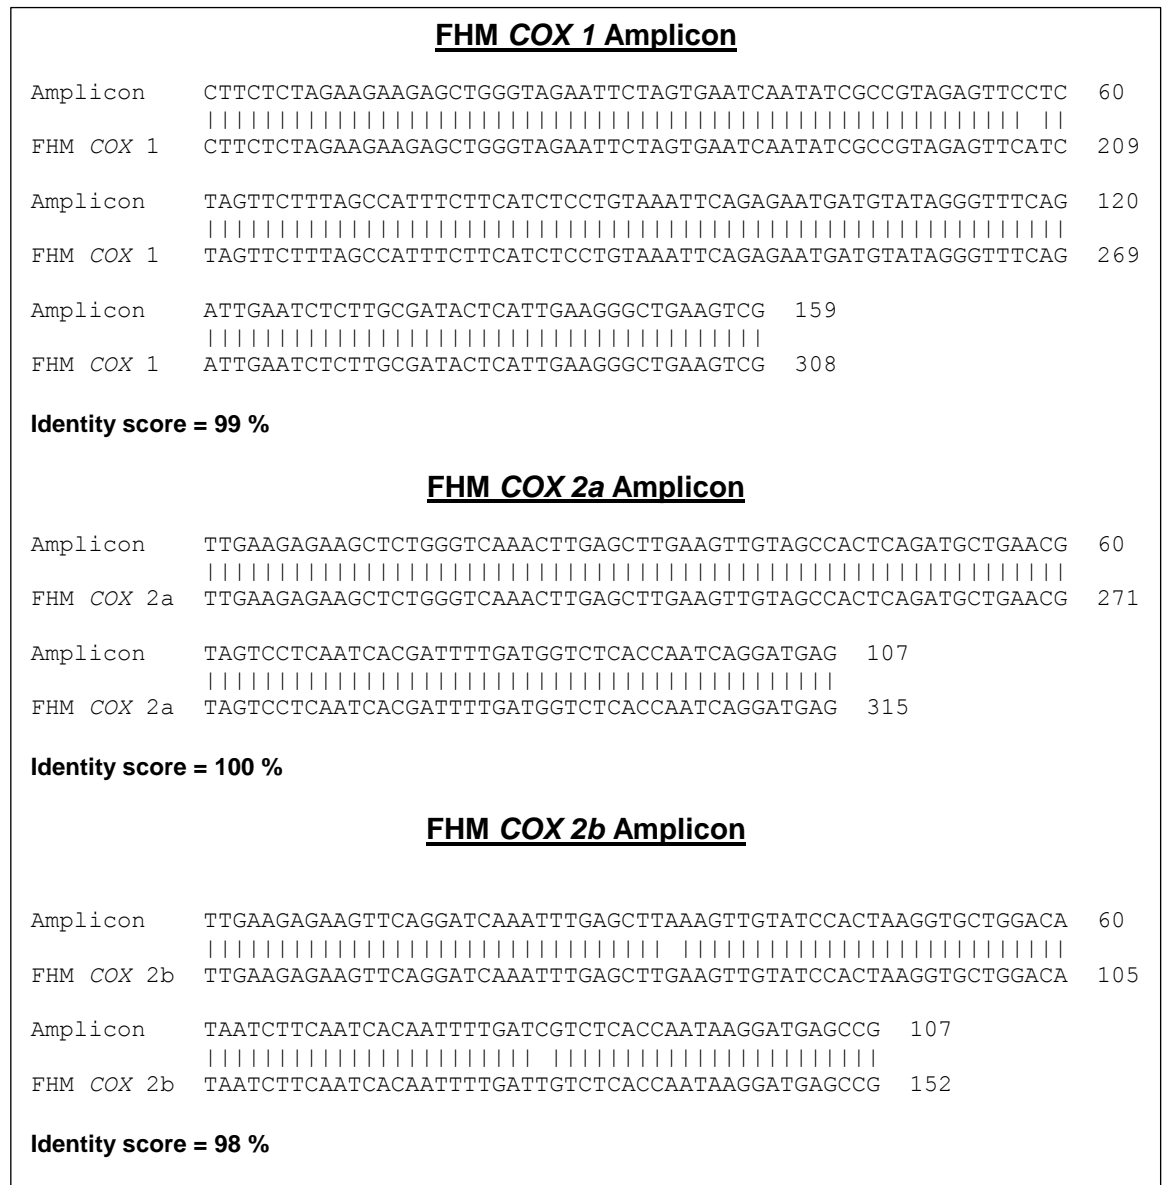 FHM COX 1 Amplicon
Amplicon CTTCTCTAGAAGAAGAGCTGGGTAGAATTCTAGTGAATCAATATCGCCGTAGAGTTCCTC 60
||||||||||||||||||||||||||||||||||||||||||||||||||||||||| ||
FHM COX 1 CTTCTCTAGAAGAAGAGCTGGGTAGAATTCTAGTGAATCAATATCGCCGTAGAGTTCATC 209
Amplicon TAGTTCTTTAGCCATTTCTTCATCTCCTGTAAATTCAGAGAATGATGTATAGGGTTTCAG 120
||||||||||||||||||||||||||||||||||||||||||||||||||||||||||||
FHM COX 1 TAGTTCTTTAGCCATTTCTTCATCTCCTGTAAATTCAGAGAATGATGTATAGGGTTTCAG 269
Amplicon ATTGAATCTCTTGCGATACTCATTGAAGGGCTGAAGTCG 159
|||||||||||||||||||||||||||||||||||||||
FHM COX 1 ATTGAATCTCTTGCGATACTCATTGAAGGGCTGAAGTCG 308
Identity score = 99 %
FHM COX 2a Amplicon
Amplicon TTGAAGAGAAGCTCTGGGTCAAACTTGAGCTTGAAGTTGTAGCCACTCAGATGCTGAACG 60
||||||||||||||||||||||||||||||||||||||||||||||||||||||||||||
FHM COX 2a TTGAAGAGAAGCTCTGGGTCAAACTTGAGCTTGAAGTTGTAGCCACTCAGATGCTGAACG 271
Amplicon TAGTCCTCAATCACGATTTTGATGGTCTCACCAATCAGGATGAG 107
||||||||||||||||||||||||||||||||||||||||||||
FHM COX 2a TAGTCCTCAATCACGATTTTGATGGTCTCACCAATCAGGATGAG 315
Identity score = 100 %
FHM COX 2b Amplicon
Amplicon TTGAAGAGAAGTTCAGGATCAAATTTGAGCTTAAAGTTGTATCCACTAAGGTGCTGGACA 60
|||||||||||||||||||||||||||||||| |||||||||||||||||||||||||||
FHM COX 2b TTGAAGAGAAGTTCAGGATCAAATTTGAGCTTGAAGTTGTATCCACTAAGGTGCTGGACA 105
Amplicon TAATCTTCAATCACAATTTTGATCGTCTCACCAATAAGGATGAGCCG 107
||||||||||||||||||||||| |||||||||||||||||||||||
FHM COX 2b TAATCTTCAATCACAATTTTGATTGTCTCACCAATAAGGATGAGCCG 152
Identity score = 98 %